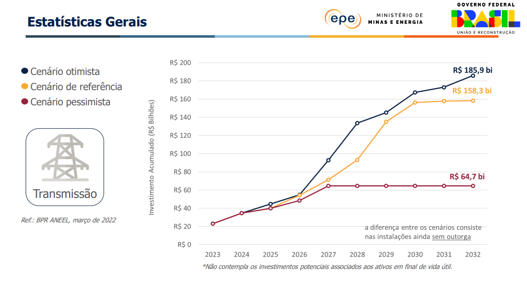 Estatísticas Gerais
epe
MINISTÉRIO DE
MINAS E ENERGIA
GOVERNO FEDERAL
BRASIL
UNIÃO E RECONSTRUÇÃO
Cenário otimista
Cenário de referência
Cenário pessimista
Transmissão
Ref.: BPR ANEEL, março de 2022
Investimento Acumulado (R$ Bilhões)
R$ 200
R$ 180
R$ 160
R$ 140
R$ 120
R$ 100
R$ 80
R$ 60
R$ 40
R$ 20
R$ 0
R$ 185,9 bi
R$ 158,3 bi
R$ 64,7 bi
a diferença entre os cenários consiste
nas instalações ainda sem outorga
2023 2024 2025 2026 2027 2028 2029 2030 2031 2032
*Não contempla os investimentos potenciais associados aos ativos em final de vida útil.